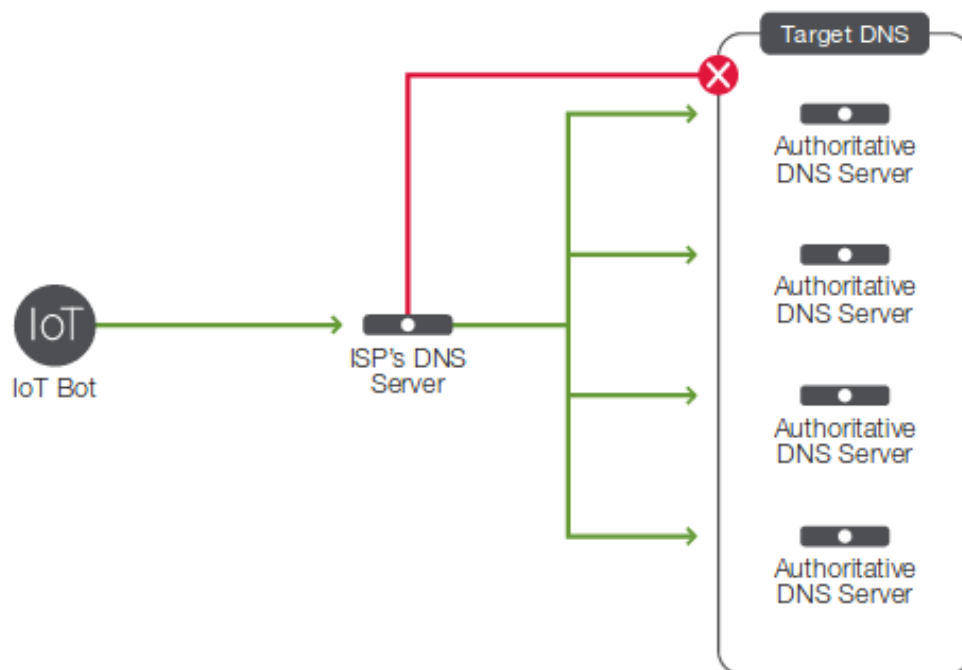 Target DNS
Authoritative
DNS Server
Authoritative
DNS Server
IoT
IoT Bot
ISP's DNS
Server
Authoritative
DNS Server
Authoritative
DNS Server